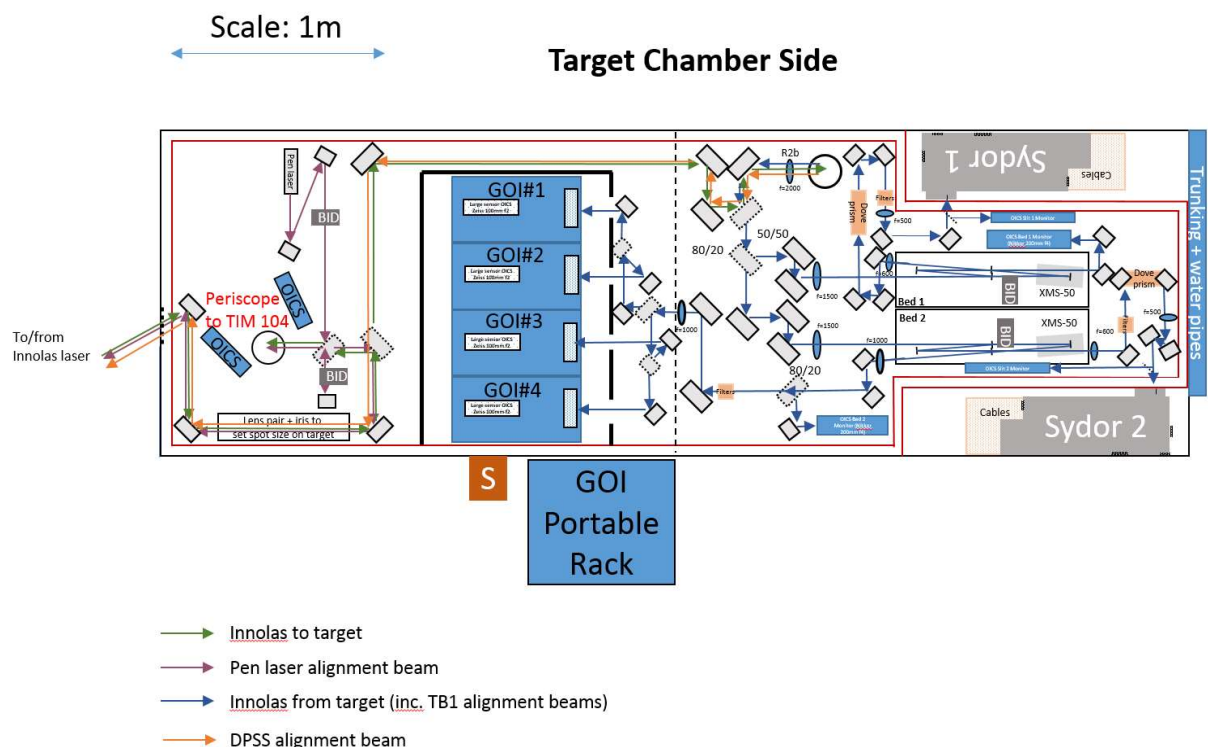 Scale: 1m
Target Chamber Side
Pen laser
BID
R2b
f=2000
Dove
prism
Filters
f=500
Sydor 1
Cables
Trunking + water pipes
GOI#1
Large sensor OICS
Zeiss 100mm f2
GOI#2
Large sensor OICS
Zeiss 100mm f2
GOI#3
Large sensor OICS
Zeiss 100mm f2
GOI#4
Large sensor OICS
Zeiss 100mm f2
50/50
80/20
OICS Slit 1 Monitor
OICS Bed 1 Monitor
f=600
f=1500
BID
XMS-50
Bed 1
Dove
prism
f=500
OICS
Periscope
to TIM 104
OICS
To/from
Innolas laser
BID
f=1000
Bed 2
BID
XMS-50
f=1500
f=1000
f=600
Filters
OICS Slit 2 Monitor
80/20
Filters
OICS Bed 2
Monitor
Lens pair + iris to
set spot size on target
Cables
Sydor 2
S
GOI
Portable
Rack
Innolas to target
Pen laser alignment beam
Innolas from target (inc. TB1 alignment beams)
DPSS alignment beam